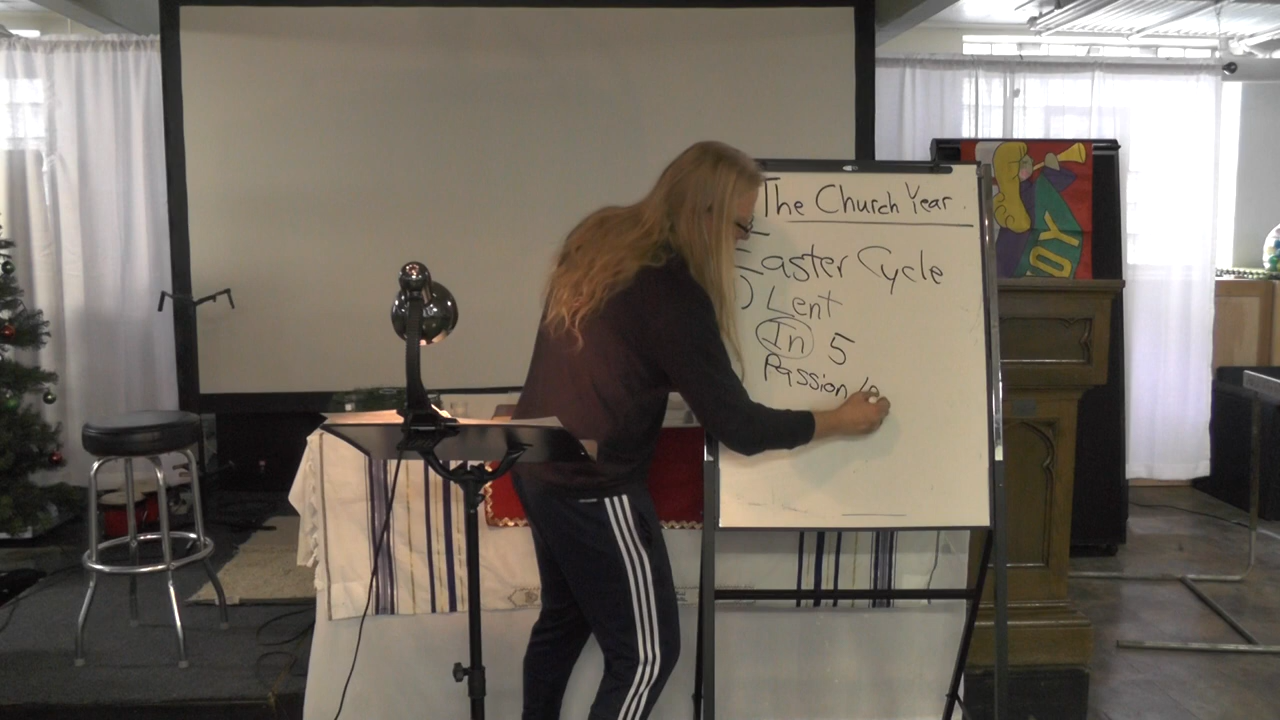 The Church Year
Easter Cycle
) Lent
In 5
Passion
JOY